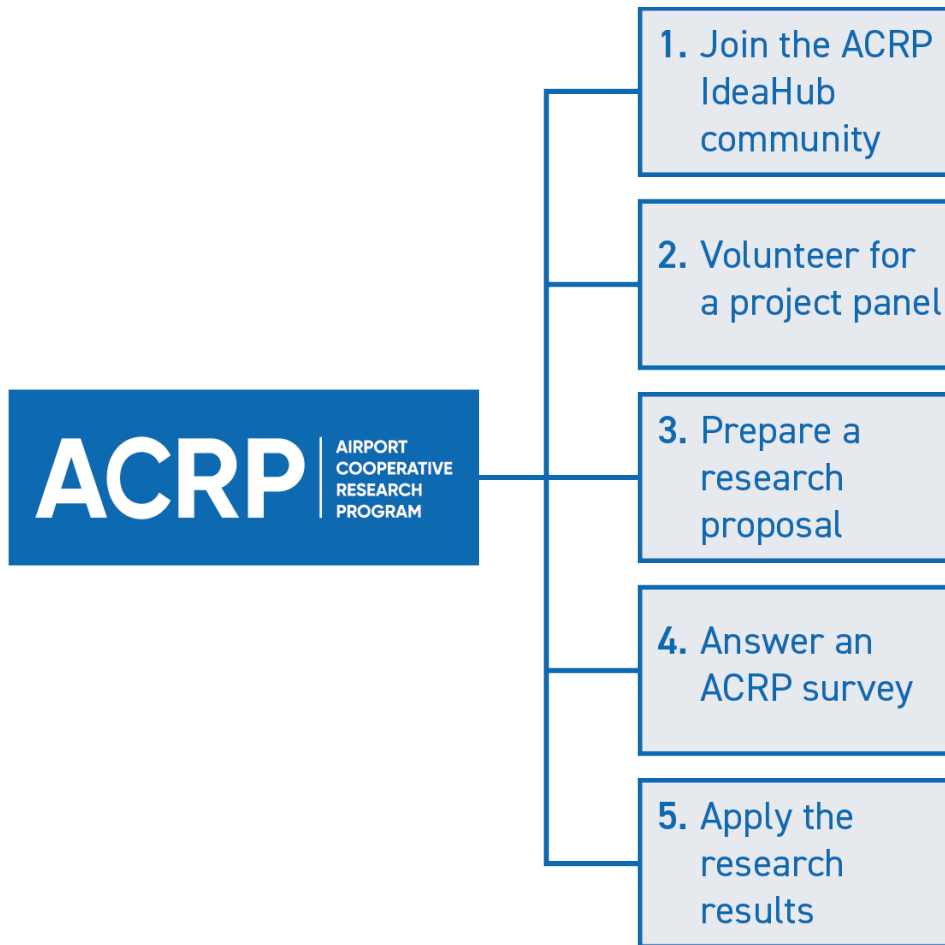 ACRP
AIRPORT
COOPERATIVE
RESEARCH
PROGRAM
1. Join the ACRP
IdeaHub
community
2. Volunteer for
a project panel
3. Prepare a
research
proposal
4. Answer an
ACRP survey
5. Apply the
research
results